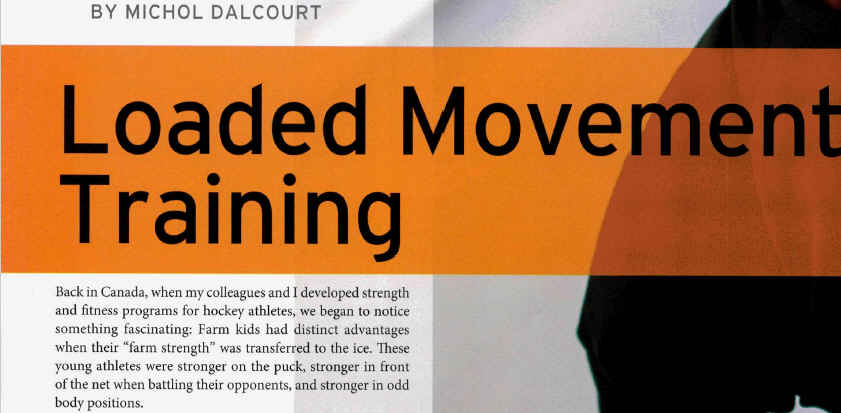 BY MICHOL DALCOURT
Loaded Movement
Training
Back in Canada, when my colleagues and I developed strength
and fitness programs for hockey athletes, we began to notice
something fascinating: Farm kids had distinct advantages
when their “farm strength” was transferred to the ice. These
young athletes were stronger on the puck, stronger in front
of the net when battling their opponents, and stronger in odd
body positions.